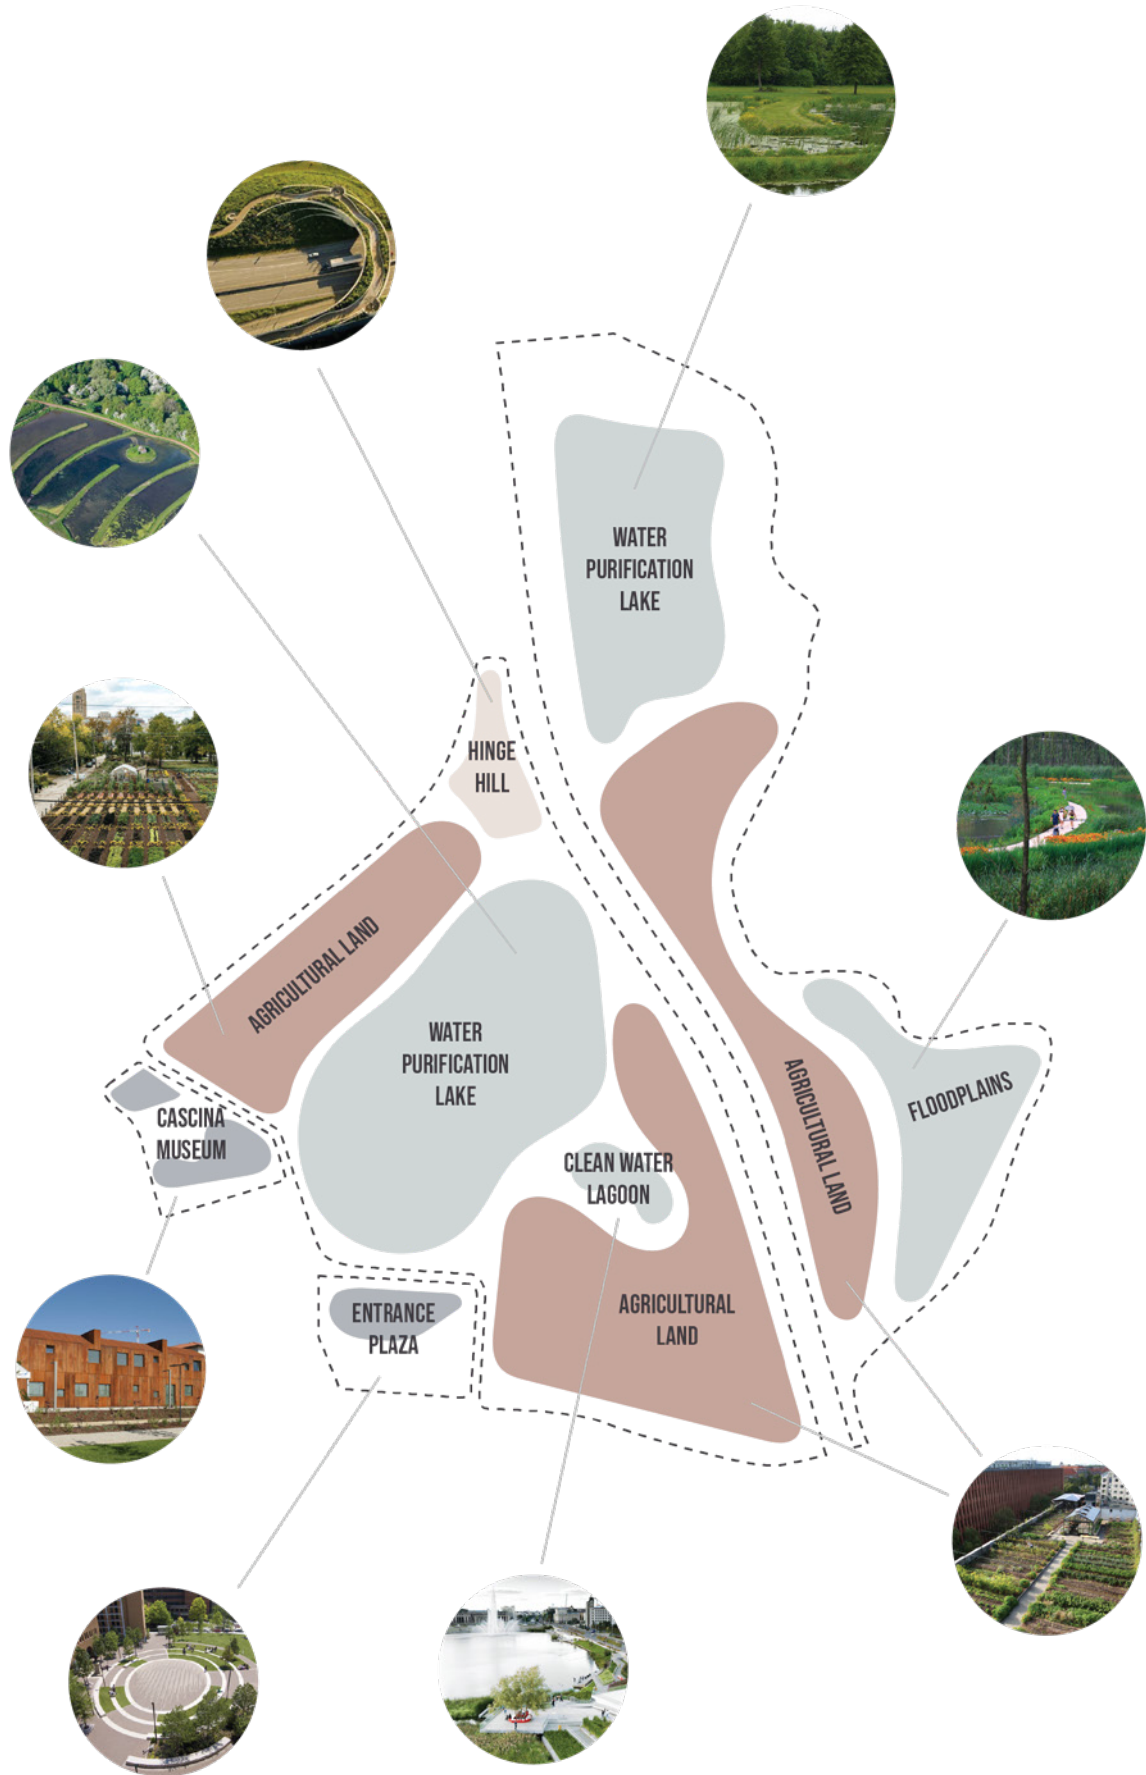 WATER
PURIFICATION
LAKE
HINGE
HILL
AGRICULTURAL LAND
WATER
PURIFICATION
LAKE
AGRICULTURAL LAND
FLOODPLAINS
CASCINA
MUSEUM
CLEAN WATER
LAGOON
ENTRANCE
PLAZA
AGRICULTURAL
LAND